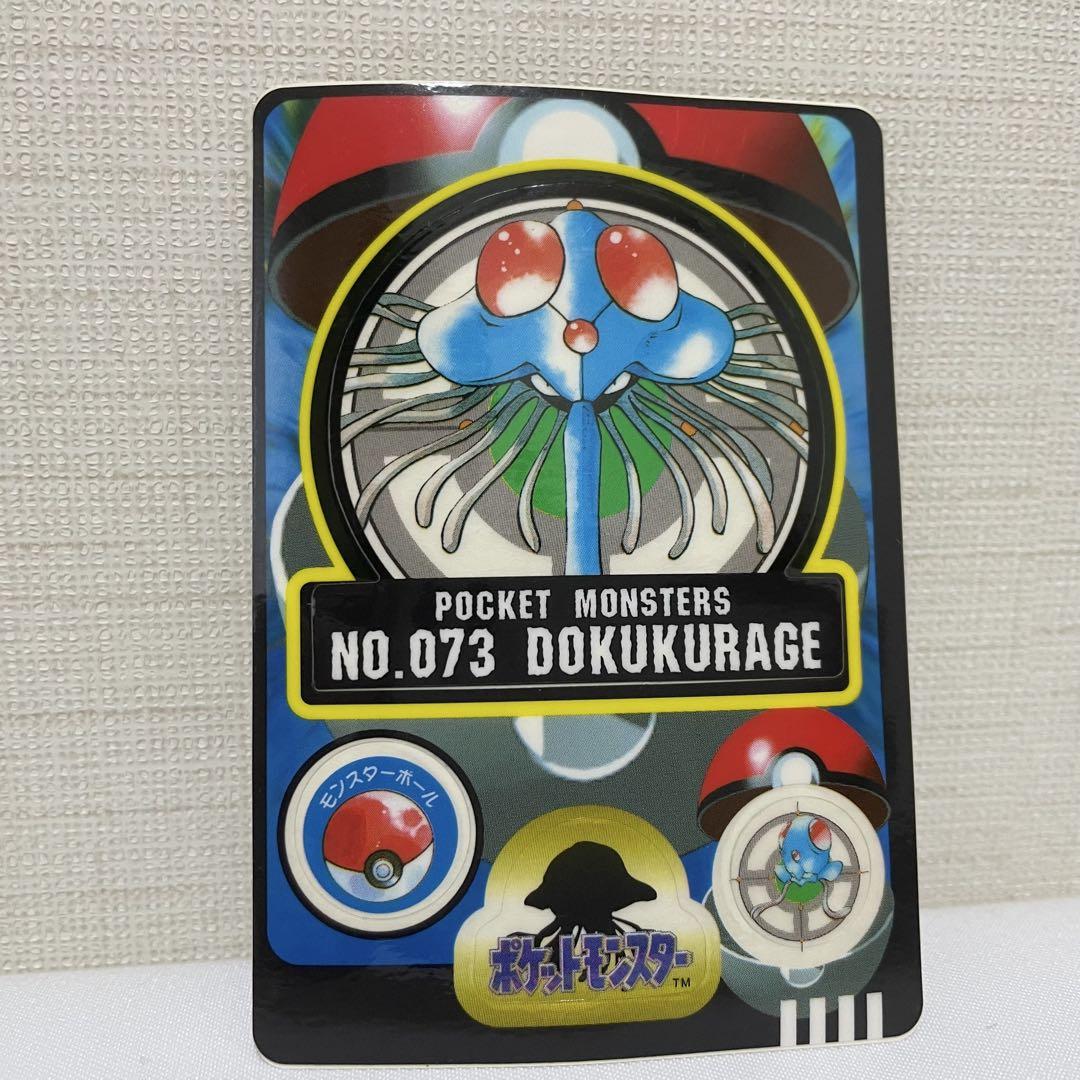 POCKET MONSTERS
NO.073 DOKUKURAGE
モンスターボール
ポケットモンスター
TM